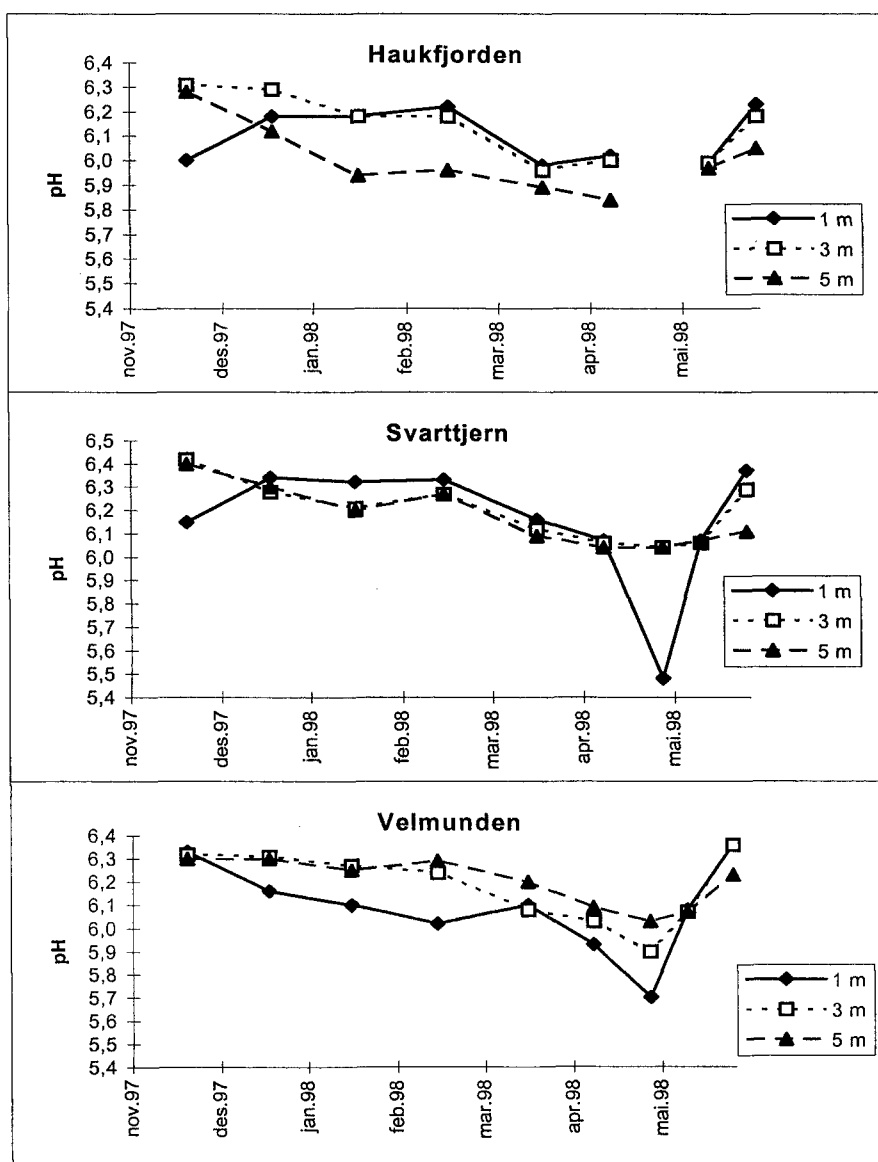 Haukfjorden
6,4
6,3
6,2
6,1
6,0
5,9
5,8
5,7
5,6
5,5
5,4
pH
nov.97
des.97
jan.98
feb.98
mar.98
apr.98
mai.98
1 m
3 m
5 m
Svarttjern
6,5
6,4
6,3
6,2
6,1
6,0
5,9
5,8
5,7
5,6
5,5
5,4
pH
nov.97
des.97
jan.98
feb.98
mar.98
apr.98
mai.98
1 m
3 m
5 m
Velmunden
6,4
6,3
6,2
6,1
6,0
5,9
5,8
5,7
5,6
5,5
5,4
pH
nov.97
des.97
jan.98
feb.98
mar.98
apr.98
mai.98
1 m
3 m
5 m